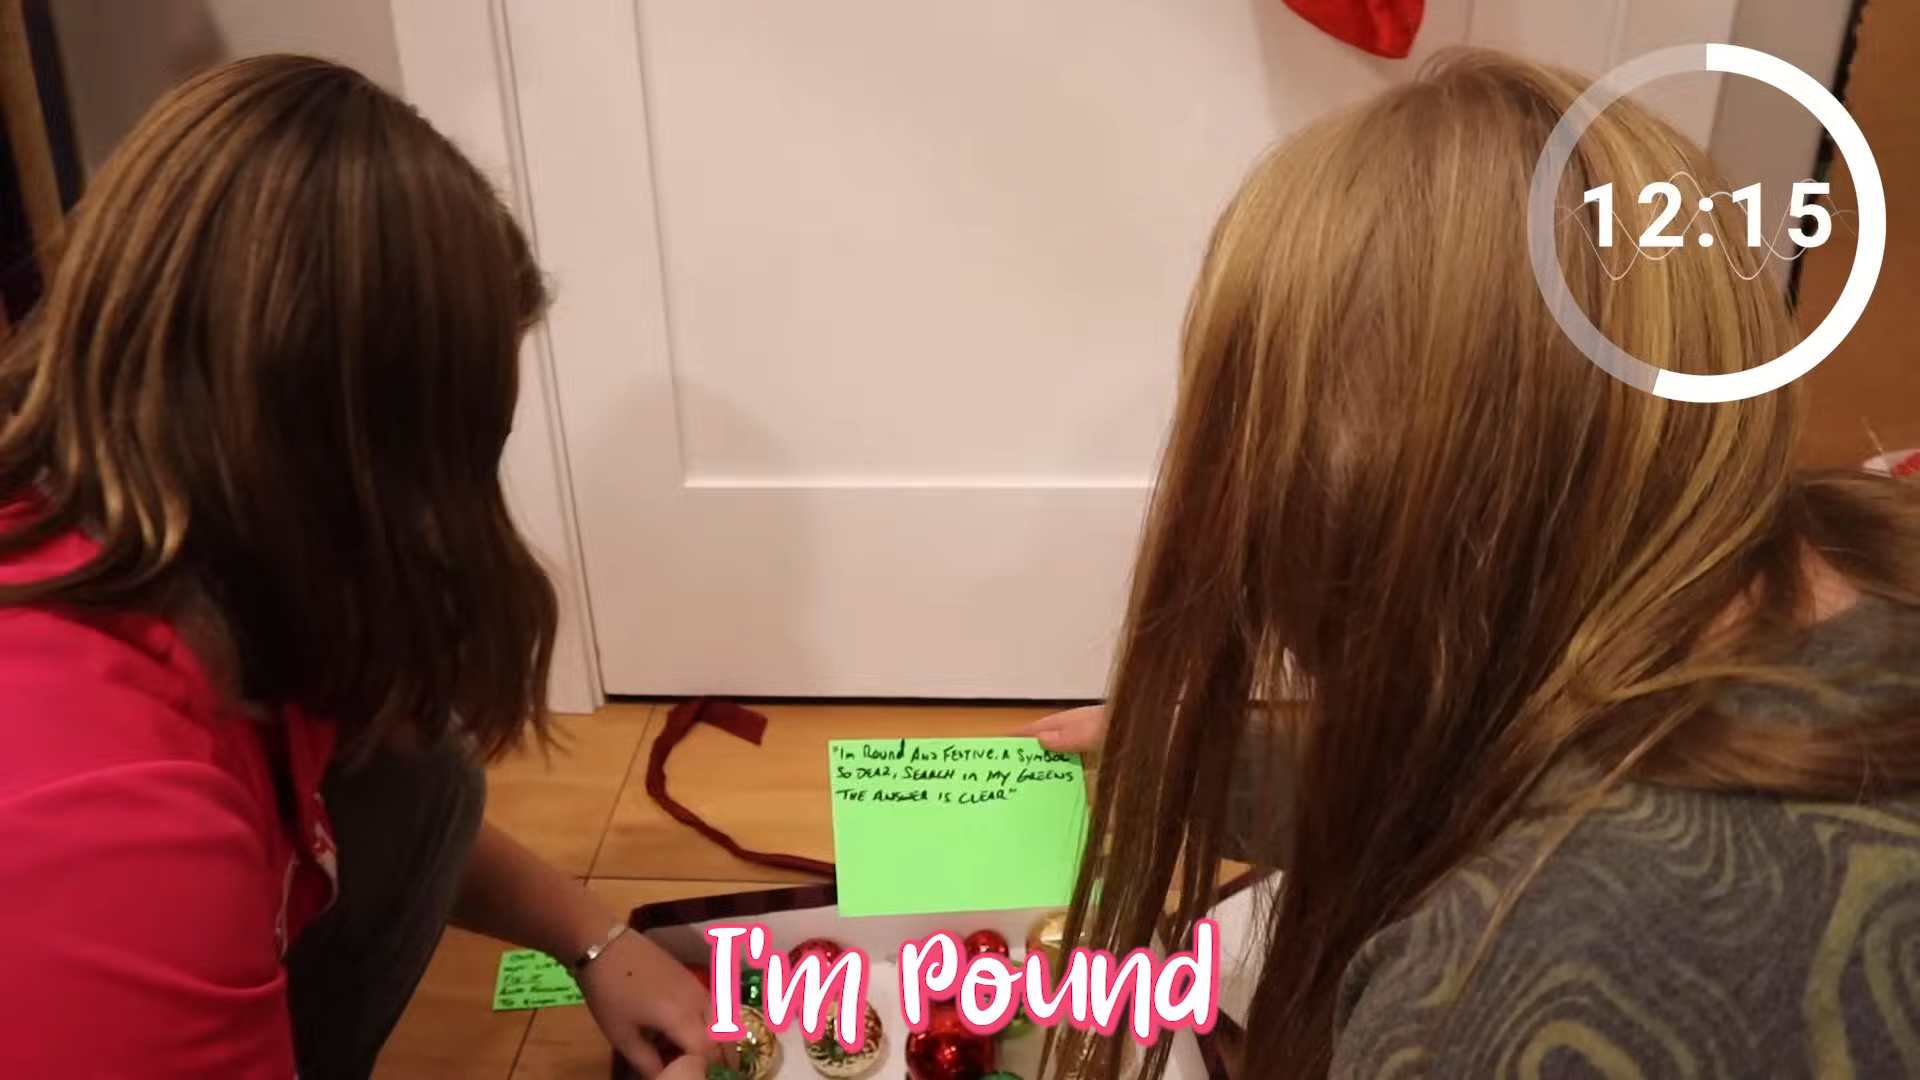 12:15
"I'm Round And FESTIVE, A SYMBOL
SO DEAR, SEARCH in MY GREENS
THE ANSWER IS CLEAR"
I'm Round